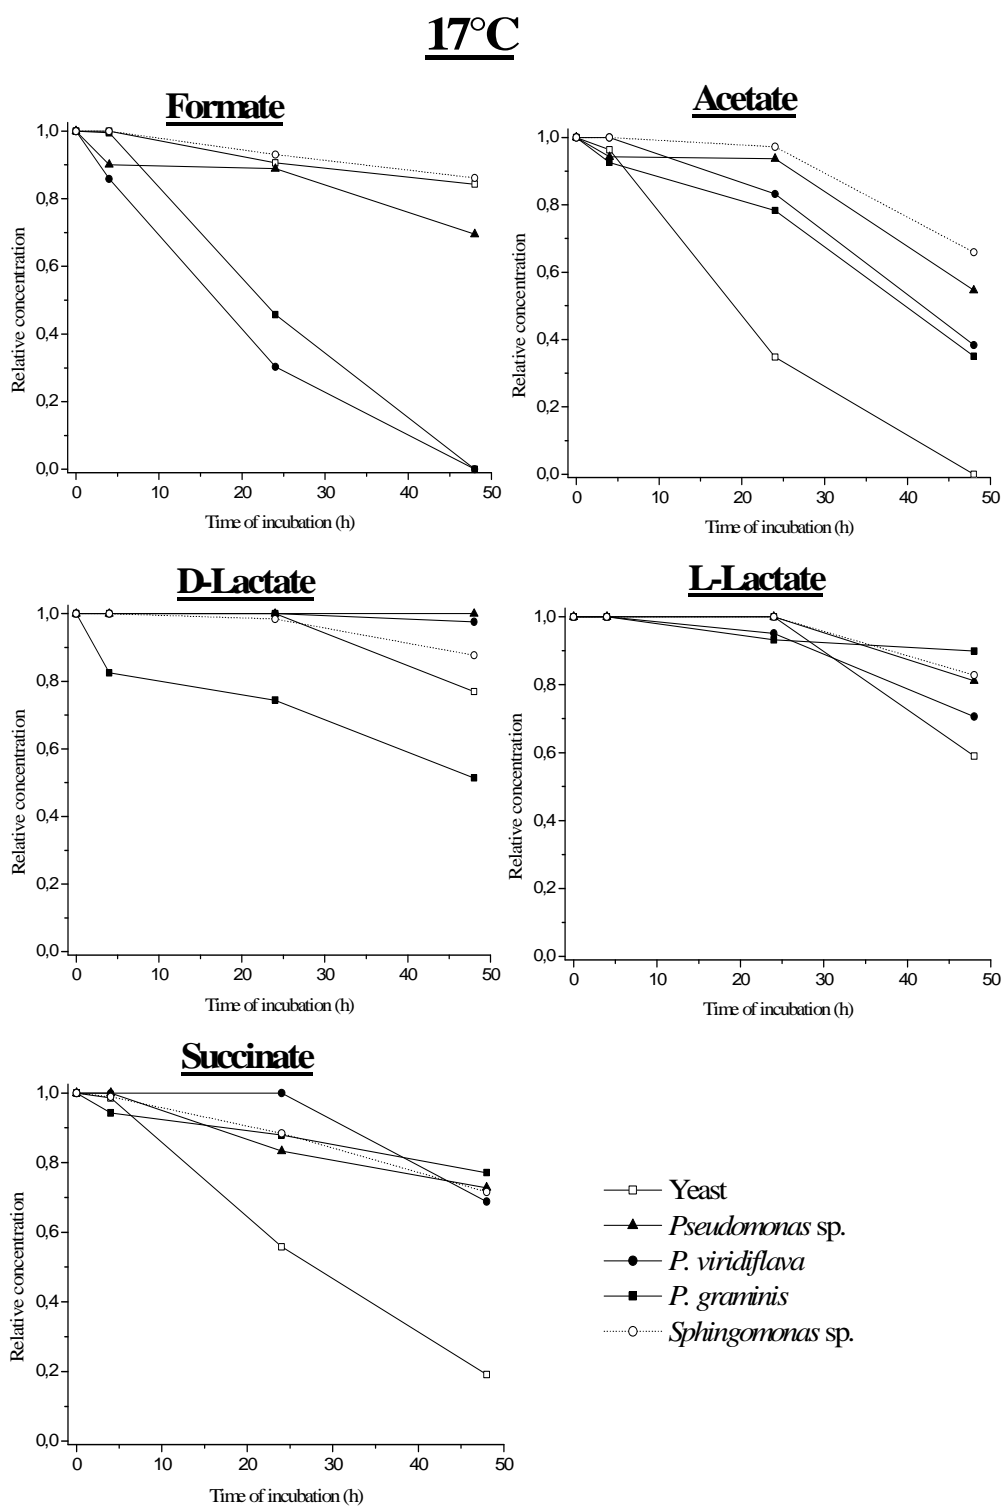 17°C
Formate
Relative concentration
1,0
0,8
0,6
0,4
0,2
0,0
0 10 20 30 40 50
Time of incubation (h)
Acetate
Relative concentration
1,0
0,8
0,6
0,4
0,2
0,0
0 10 20 30 40 50
Time of incubation (h)
D-Lactate
Relative concentration
1,0
0,8
0,6
0,4
0,2
0,0
0 10 20 30 40 50
Time of incubation (h)
L-Lactate
Relative concentration
1,0
0,8
0,6
0,4
0,2
0,0
0 10 20 30 40 50
Time of incubation (h)
Succinate
Relative concentration
1,0
0,8
0,6
0,4
0,2
0,0
0 10 20 30 40 50
Time of incubation (h)
Yeast
Pseudomonas sp.
P. viridiflava
P. graminis
Sphingomonas sp.